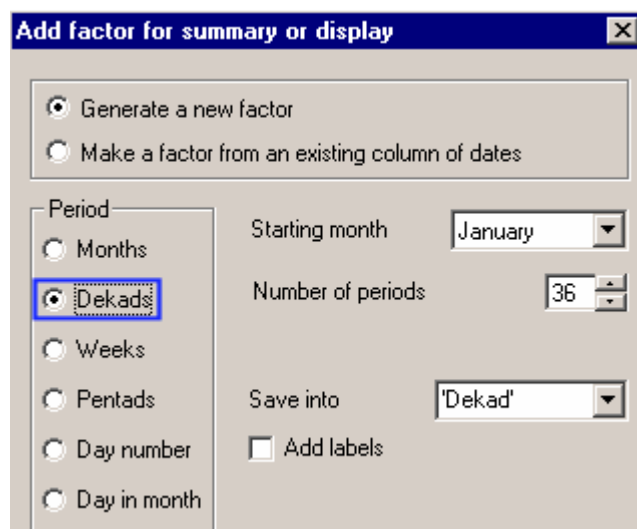 Add factor for summary or display
Generate a new factor
Make a factor from an existing column of dates
Period
Months
Dekads
Weeks
Pentads
Day number
Day in month
Starting month January
Number of periods 36
Save into 'Dekad'
Add labels